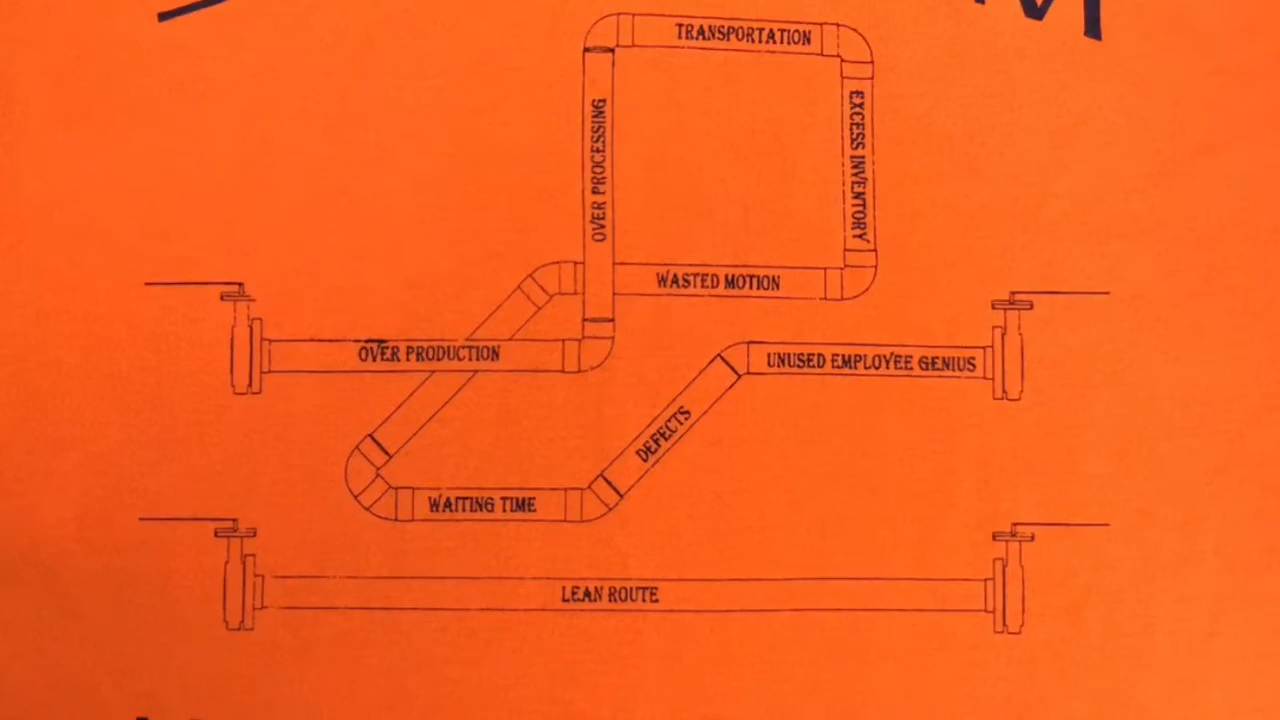 TRANSPORTATION
OVER PROCESSING
EXCESS INVENTORY
WASTED MOTION
OVER PRODUCTION
UNUSED EMPLOYEE GENIUS
DEFECTS
WAITING TIME
LEAN ROUTE